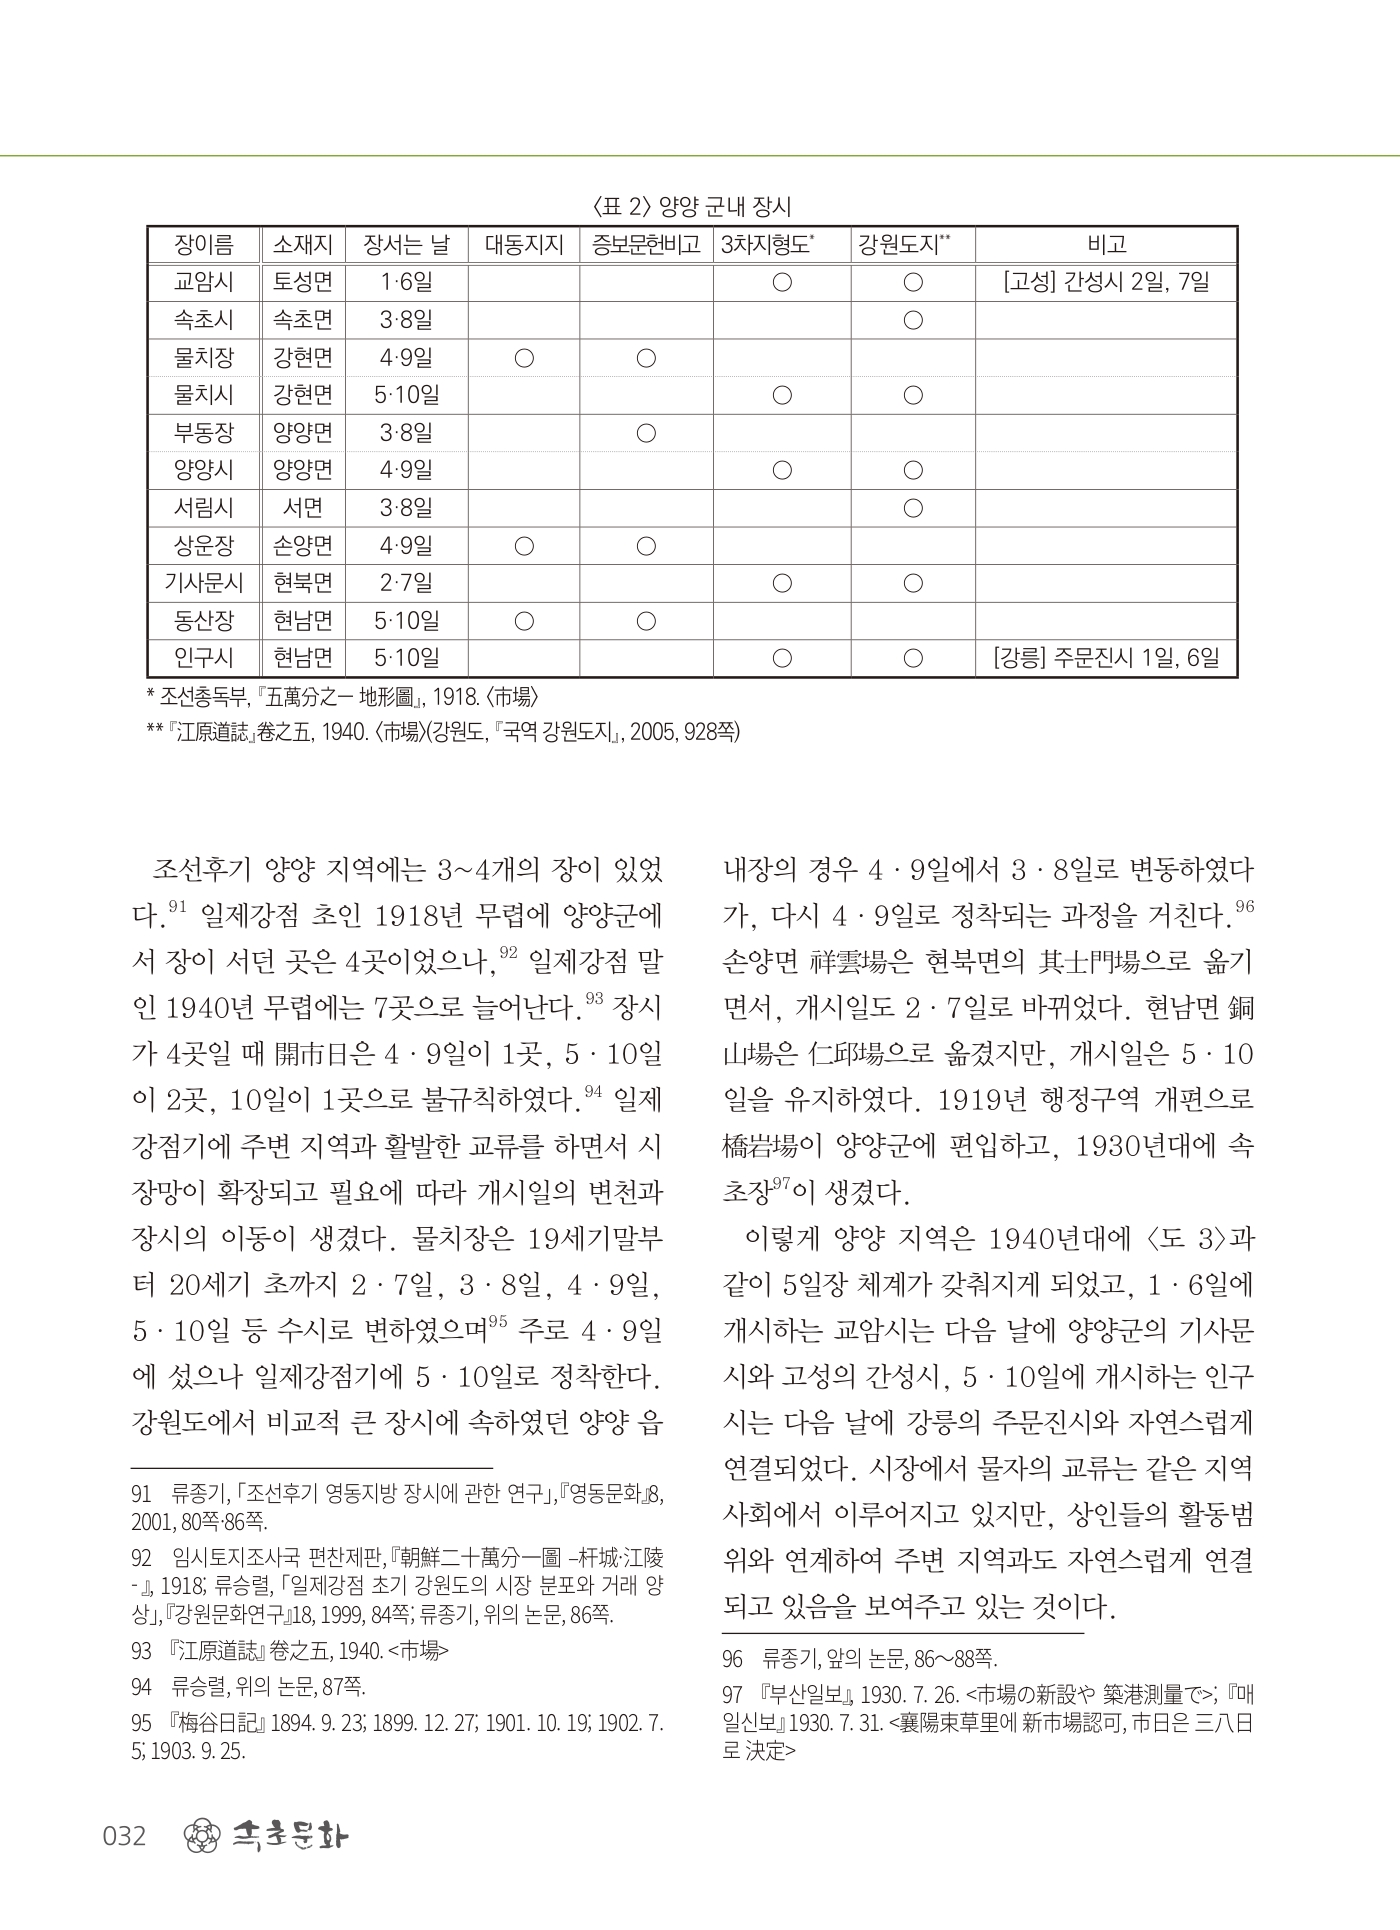 〈표 2〉 양양 군내 장시
장이름 소재지 장서는 날 대동지지 증보문헌비고 3차지형도* 강원도지** 비고
교암시 토성면 1·6일 ○ ○ [고성] 간성시 2일, 7일
속초시 속초면 3·8일 ○
물치장 강현면 4·9일 ○ ○
물치시 강현면 5·10일 ○ ○
부동장 양양면 3·8일 ○
양양시 양양면 4·9일 ○ ○
서림시 서면 3·8일 ○
상운장 손양면 4·9일 ○ ○
기사문시 현북면 2·7일 ○ ○
동산장 현남면 5·10일 ○ ○
인구시 현남면 5·10일 ○ ○ [강릉] 주문진시 1일, 6일
* 조선총독부, 『五萬分之一 地形圖』, 1918. 〈市場〉
** 『江原道誌』卷之五, 1940. 〈市場〉(강원도, 『국역 강원도지』, 2005, 928쪽)
조선후기 양양 지역에는 3~4개의 장이 있었
다.91 일제강점 초인 1918년 무렵에 양양군에
서 장이 서던 곳은 4곳이었으나,92 일제강점 말
인 1940년 무렵에는 7곳으로 늘어난다.93 장시
가 4곳일 때 開市日은 4 · 9일이 1곳, 5 · 10일
이 2곳, 10일이 1곳으로 불규칙하였다.94 일제
강점기에 주변 지역과 활발한 교류를 하면서 시
장망이 확장되고 필요에 따라 개시일의 변천과
장시의 이동이 생겼다. 물치장은 19세기말부
터 20세기 초까지 2 · 7일, 3 · 8일, 4 · 9일,
5 · 10일 등 수시로 변하였으며95 주로 4 · 9일
에 섰으나 일제강점기에 5 · 10일로 정착한다.
강원도에서 비교적 큰 장시에 속하였던 양양 읍
91 류종기, 「조선후기 영동지방 장시에 관한 연구」, 『영동문화』8,
2001, 80쪽·86쪽.
92 임시토지조사국 편찬제판, 『朝鮮二十萬分一圖 –杆城·江陵
-』, 1918; 류승렬, 「일제강점 초기 강원도의 시장 분포와 거래 양
상」, 『강원문화연구』18, 1999, 84쪽; 류종기, 위의 논문, 86쪽.
93 『江原道誌』 卷之五, 1940. <市場>
94 류승렬, 위의 논문, 87쪽.
95 『梅谷日記』 1894. 9. 23; 1899. 12. 27; 1901. 10. 19; 1902. 7.
5; 1903. 9. 25.
내장의 경우 4 · 9일에서 3 · 8일로 변동하였다
가, 다시 4 · 9일로 정착되는 과정을 거친다.96
손양면 祥雲場은 현북면의 其士門場으로 옮기
면서, 개시일도 2 · 7일로 바뀌었다. 현남면 銅
山場은 仁邱場으로 옮겼지만, 개시일은 5 · 10
일을 유지하였다. 1919년 행정구역 개편으로
橋岩場이 양양군에 편입하고, 1930년대에 속
초장97이 생겼다.
이렇게 양양 지역은 1940년대에 〈도 3〉과
같이 5일장 체계가 갖춰지게 되었고, 1 · 6일에
개시하는 교암시는 다음 날에 양양군의 기사문
시와 고성의 간성시, 5 · 10일에 개시하는 인구
시는 다음 날에 강릉의 주문진시와 자연스럽게
연결되었다. 시장에서 물자의 교류는 같은 지역
사회에서 이루어지고 있지만, 상인들의 활동범
위와 연계하여 주변 지역과도 자연스럽게 연결
되고 있음을 보여주고 있는 것이다.
96 류종기, 앞의 논문, 86～88쪽.
97 『부산일보』, 1930. 7. 26. <市場の新設や 築港測量で>; 『매
일신보』 1930. 7. 31. <襄陽束草里에 新市場認可, 市日은 三八日
로 決定>
032 속초문화